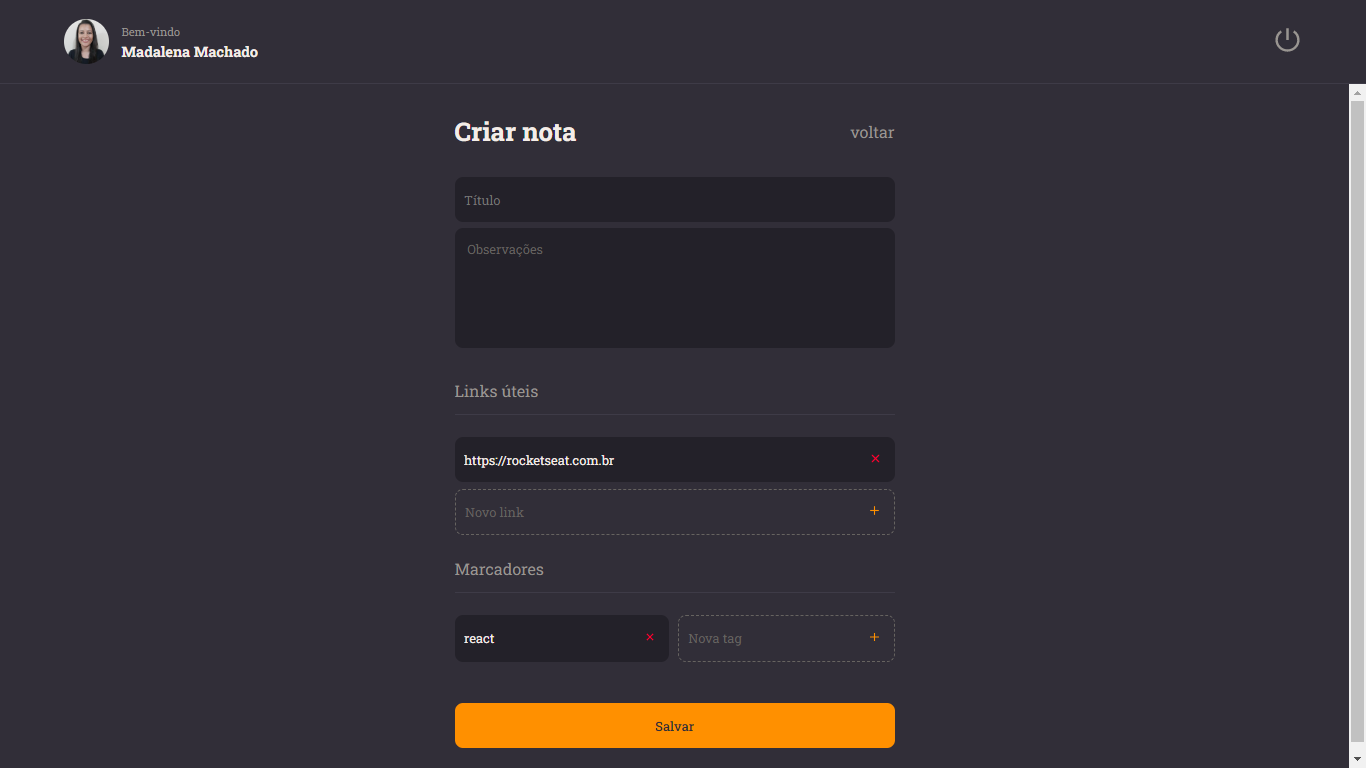 Bem-vindo
Madalena Machado
Criar nota
voltar
Título
Observações
Links úteis
https://rocketseat.com.br
Novo link
Marcadores
react
Nova tag
Salvar